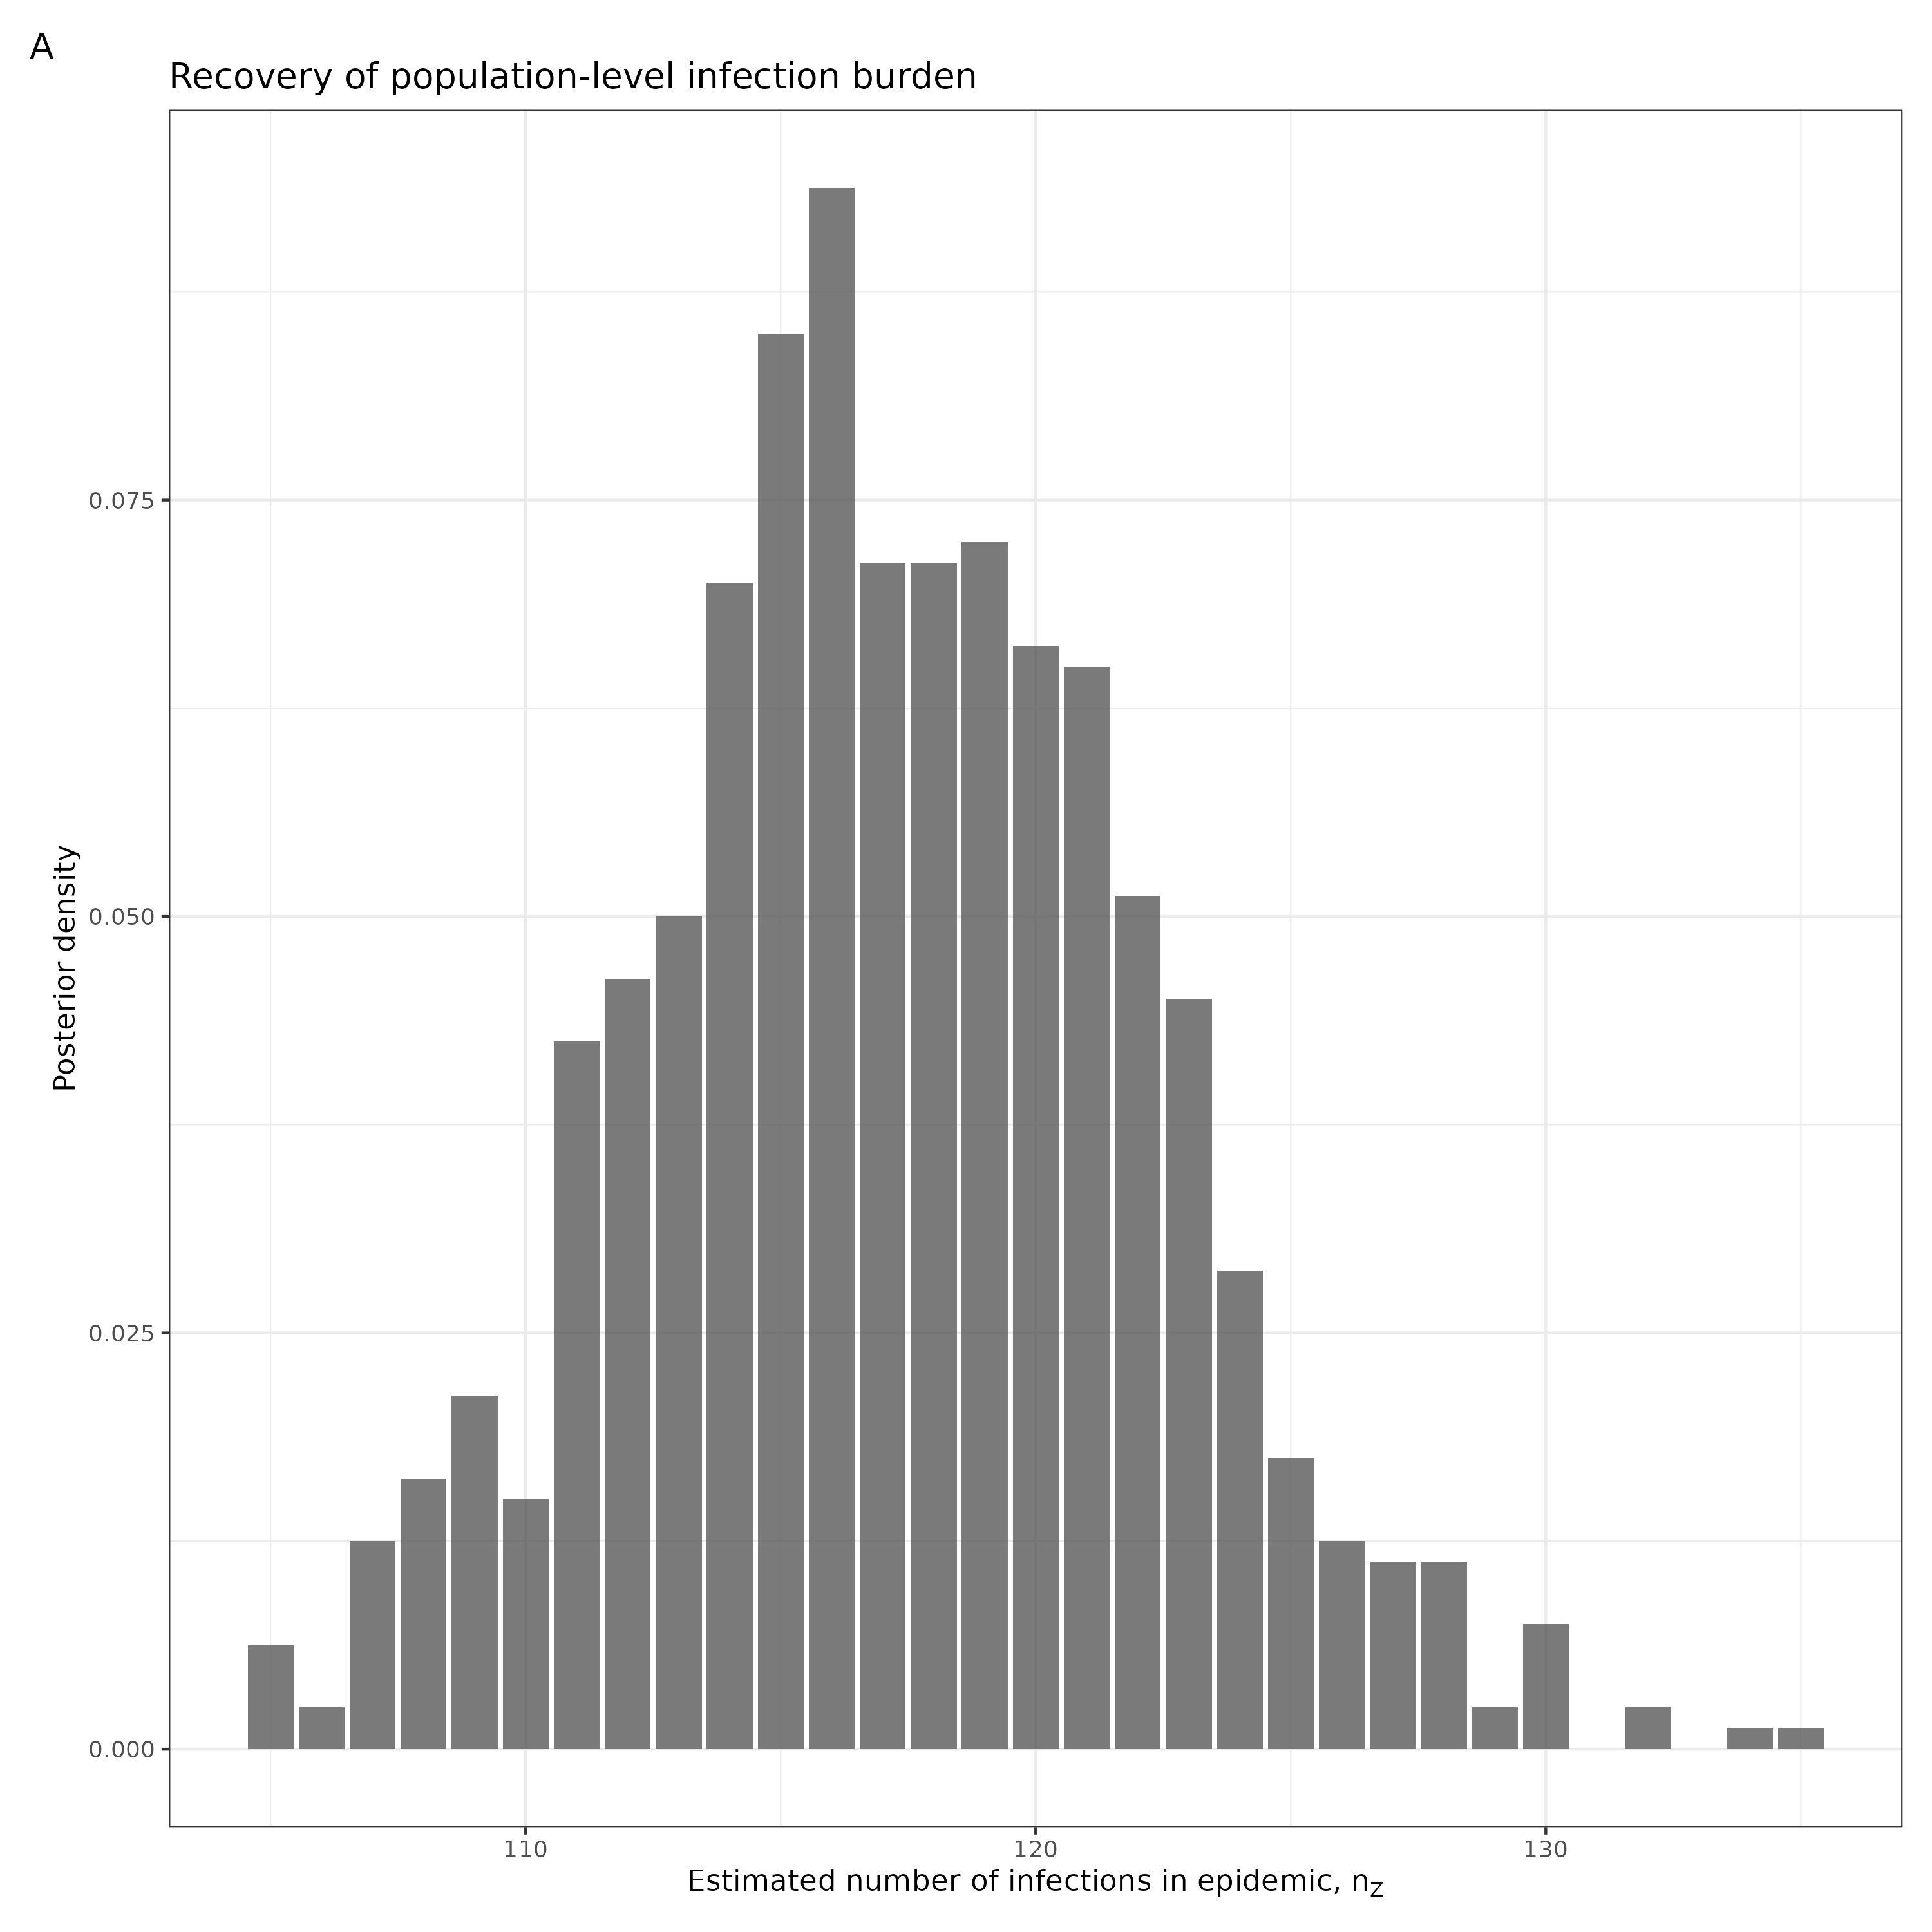 A
Recovery of population-level infection burden
Posterior density
0.075
0.050
0.025
0.000
110 120 130
Estimated number of infections in epidemic, nZ